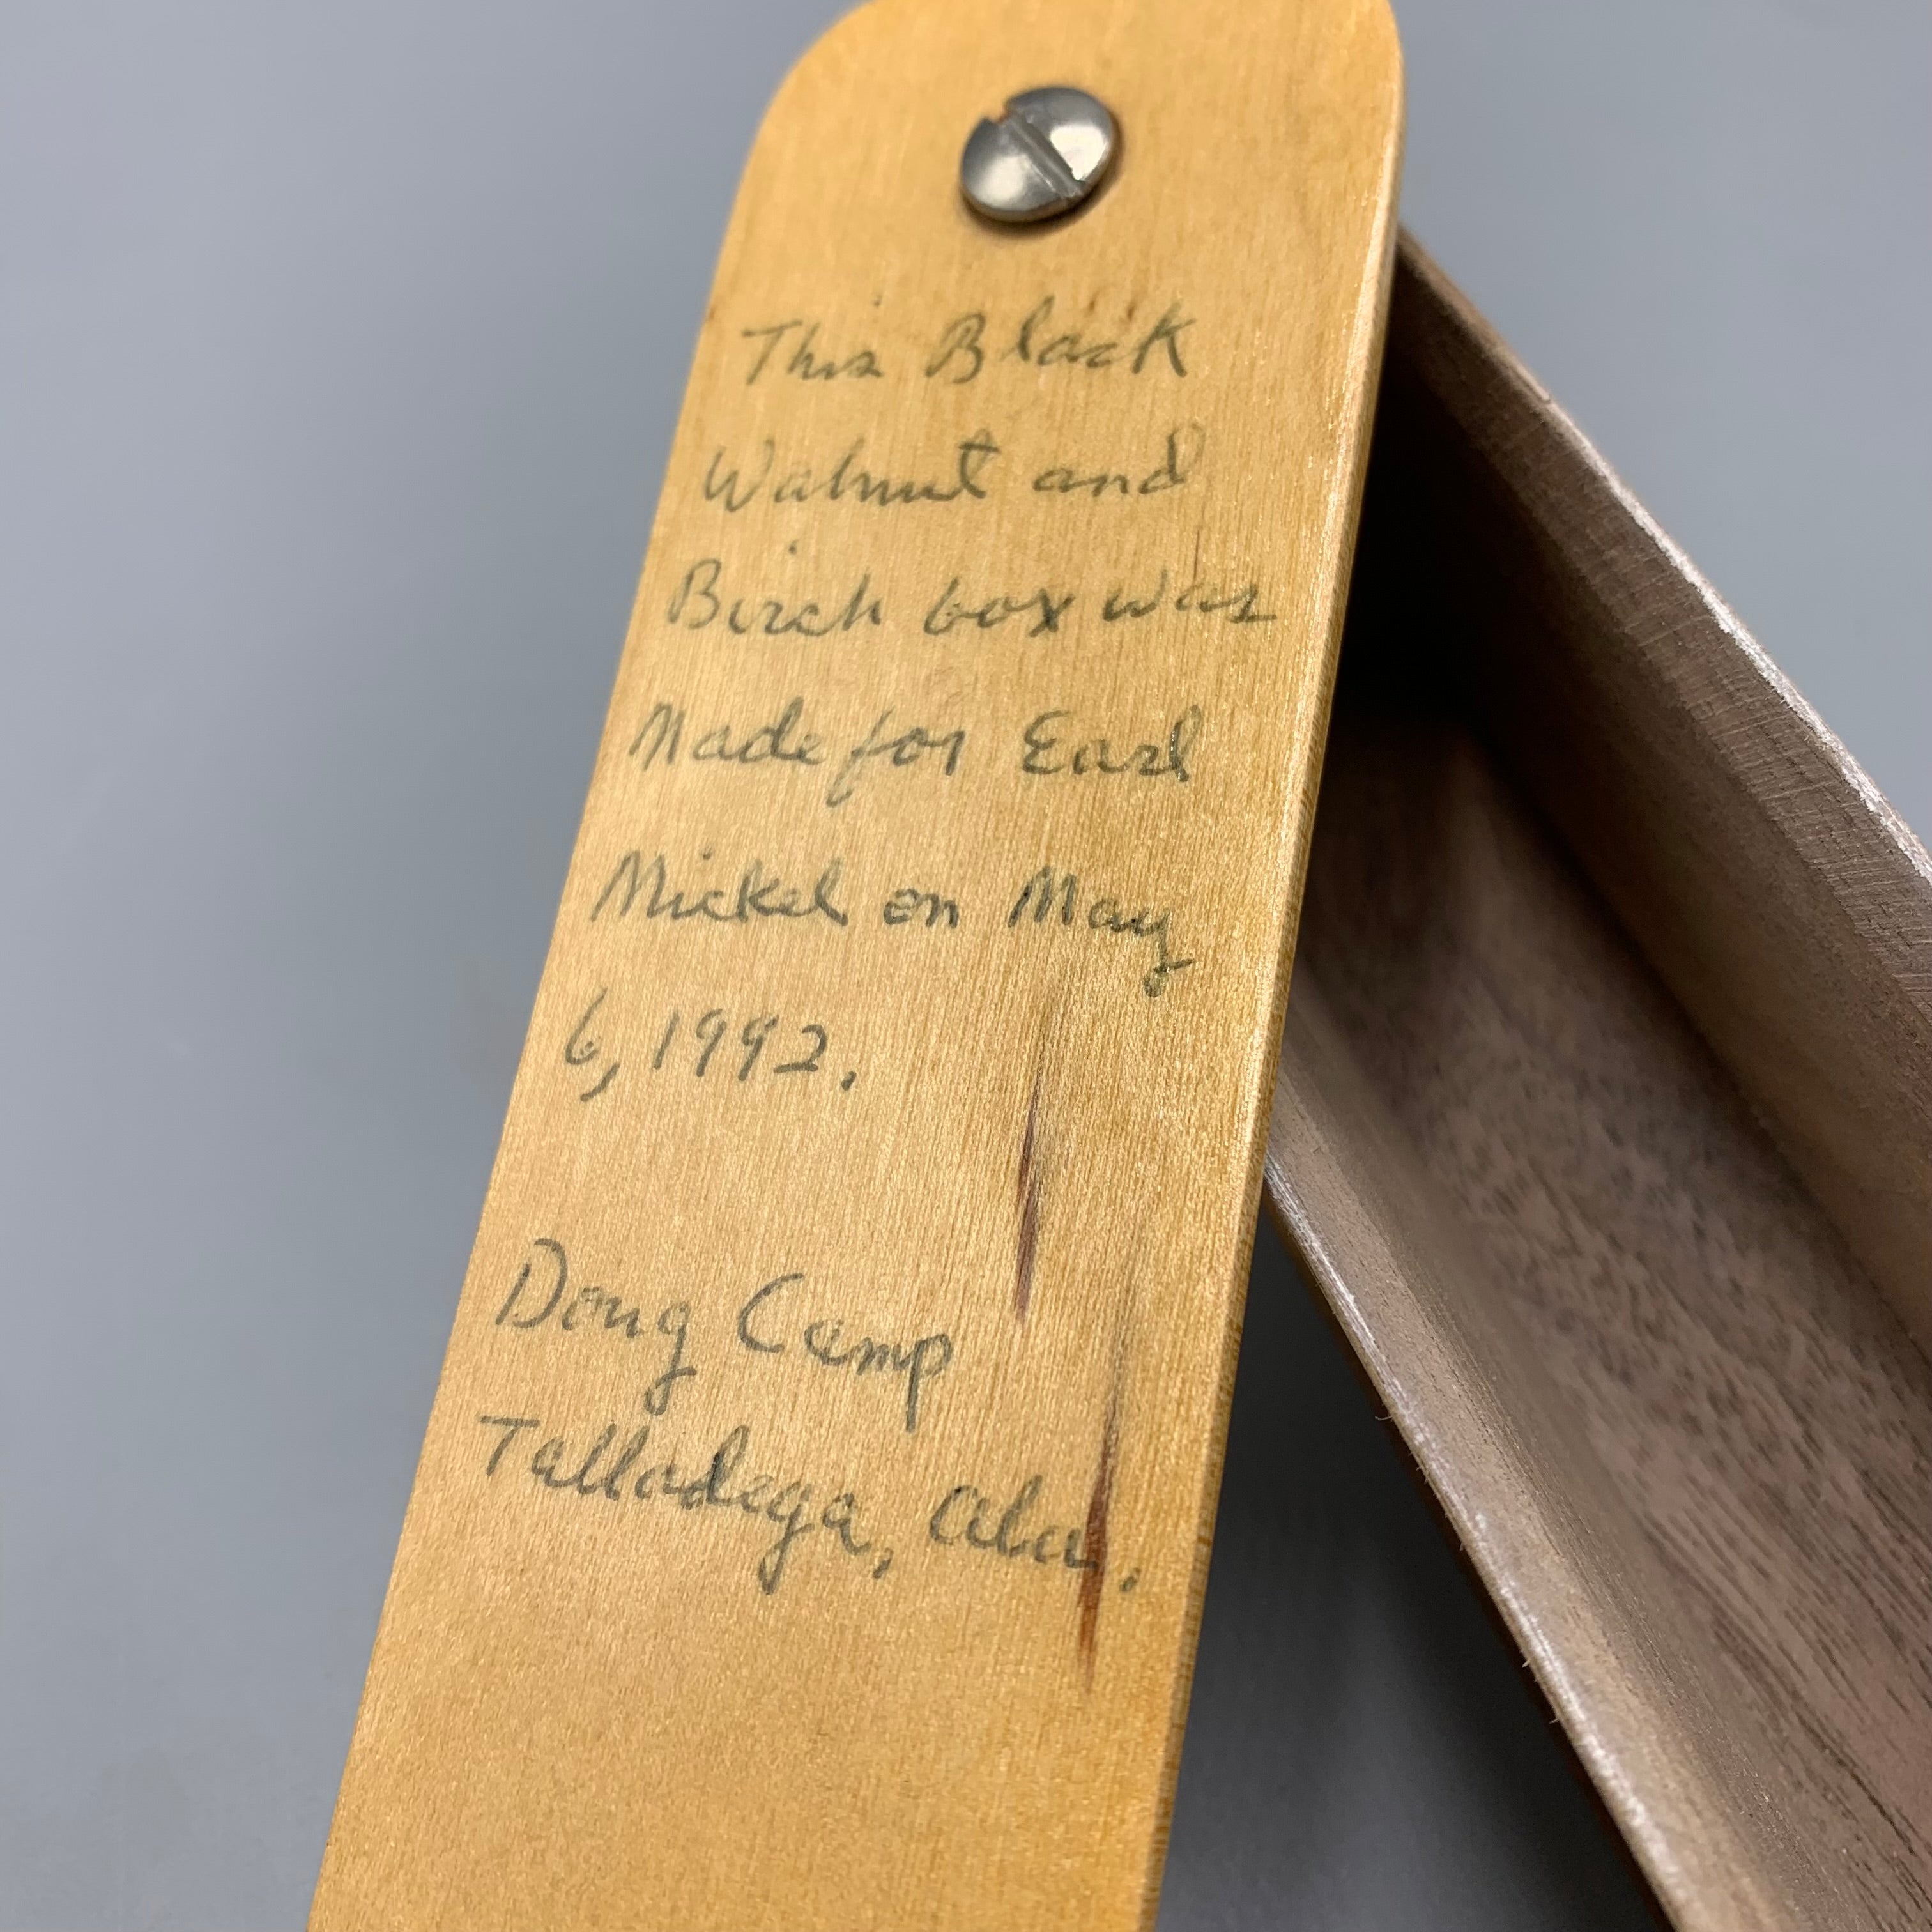 This Black
Walnut and
Birch box was
Made for Earl
Mickel on May
6, 1992.
Doug Camp
Talladega, Ala.